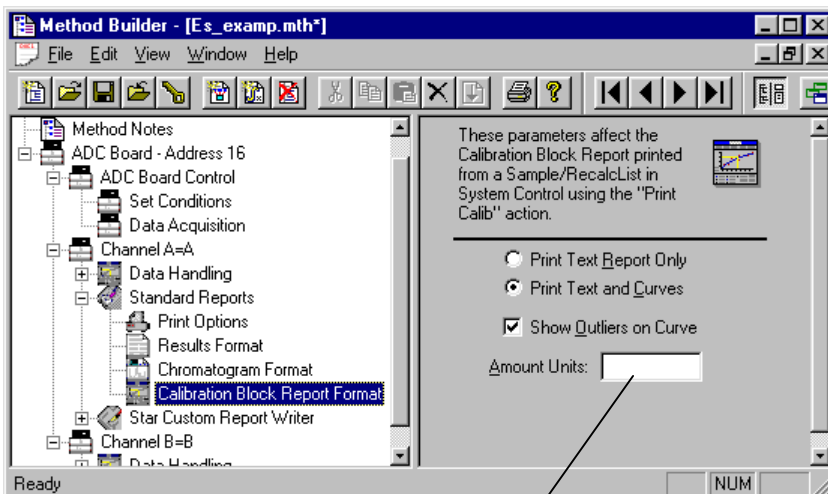 Method Builder - [Es_examp.mth*]
File Edit View Window Help
Method Notes
ADC Board - Address 16
ADC Board Control
Set Conditions
Data Acquisition
Channel A=A
Data Handling
Standard Reports
Print Options
Results Format
Chromatogram Format
Calibration Block Report Format
Star Custom Report Writer
Channel B=B
Data Handling
These parameters affect the
Calibration Block Report printed
from a Sample/RecalcList in
System Control using the "Print
Calib" action.
Print Text Report Only
Print Text and Curves
Show Outliers on Curve
Amount Units:
Ready
NUM